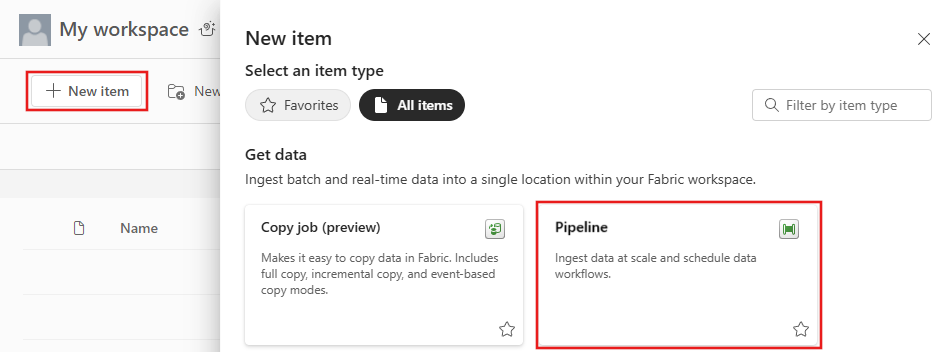 My workspace
New item
New
Name
New item
Select an item type
Favorites
All items
Filter by item type
Get data
Ingest batch and real-time data into a single location within your Fabric workspace.
Copy job (preview)
Makes it easy to copy data in Fabric. Includes
full copy, incremental copy, and event-based
copy modes.
Pipeline
Ingest data at scale and schedule data
workflows.